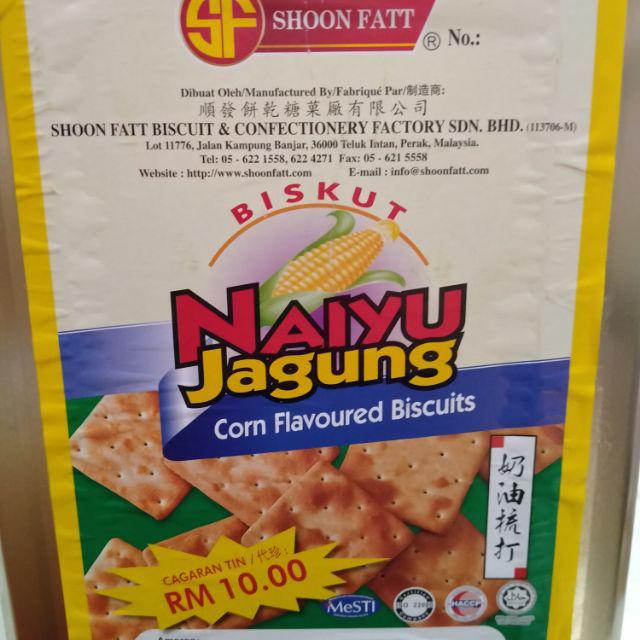 SF SHOON FATT ® No.:
Dibuat Oleh/Manufactured By/Fabriqué Par/制造商:
順發餅乾糖菓廠有限公司
SHOON FATT BISCUIT & CONFECTIONERY FACTORY SDN. BHD. (113706-M)
Lot 11776, Jalan Kampung Banjar, 36000 Teluk Intan, Perak, Malaysia.
Tel: 05 - 622 1558, 622 4271 Fax: 05 - 621 5558
Website : http://www.shoonfatt.com E-mail : info@shoonfatt.com
BISKUT
NAIYU
Jagung
Corn Flavoured Biscuits
奶油梳打
CAGARAN TIN / 代珍:
RM 10.00
MeSTI
HACCP